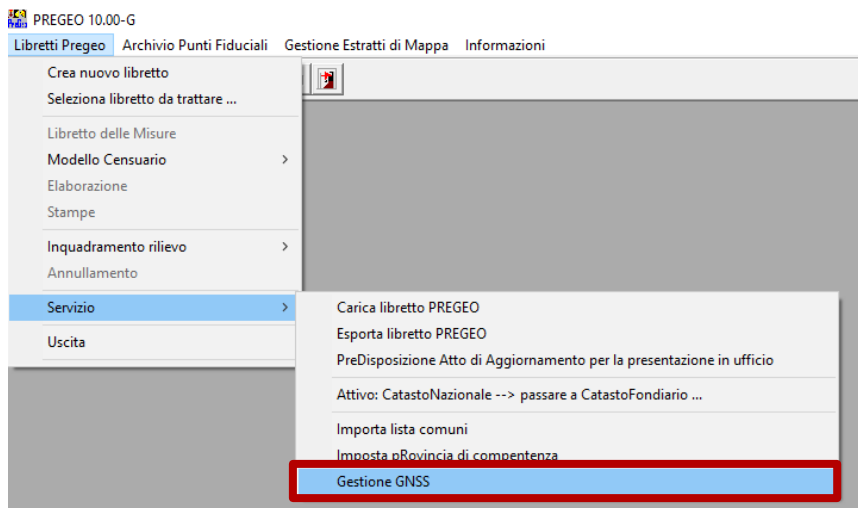 PREGEO 10.00-G
Libretti Pregeo Archivio Punti Fiduciali Gestione Estratti di Mappa Informazioni
Crea nuovo libretto
Seleziona libretto da trattare ...
Libretto delle Misure
Modello Censuario
Elaborazione
Stampe
Inquadramento rilievo
Annullamento
Servizio
Uscita
Carica libretto PREGEO
Esporta libretto PREGEO
PreDisposizione Atto di Aggiornamento per la presentazione in ufficio
Attivo: CatastoNazionale --> passare a CatastoFondiario ...
Importa lista comuni
Imposta pRovincia di compentenza
Gestione GNSS